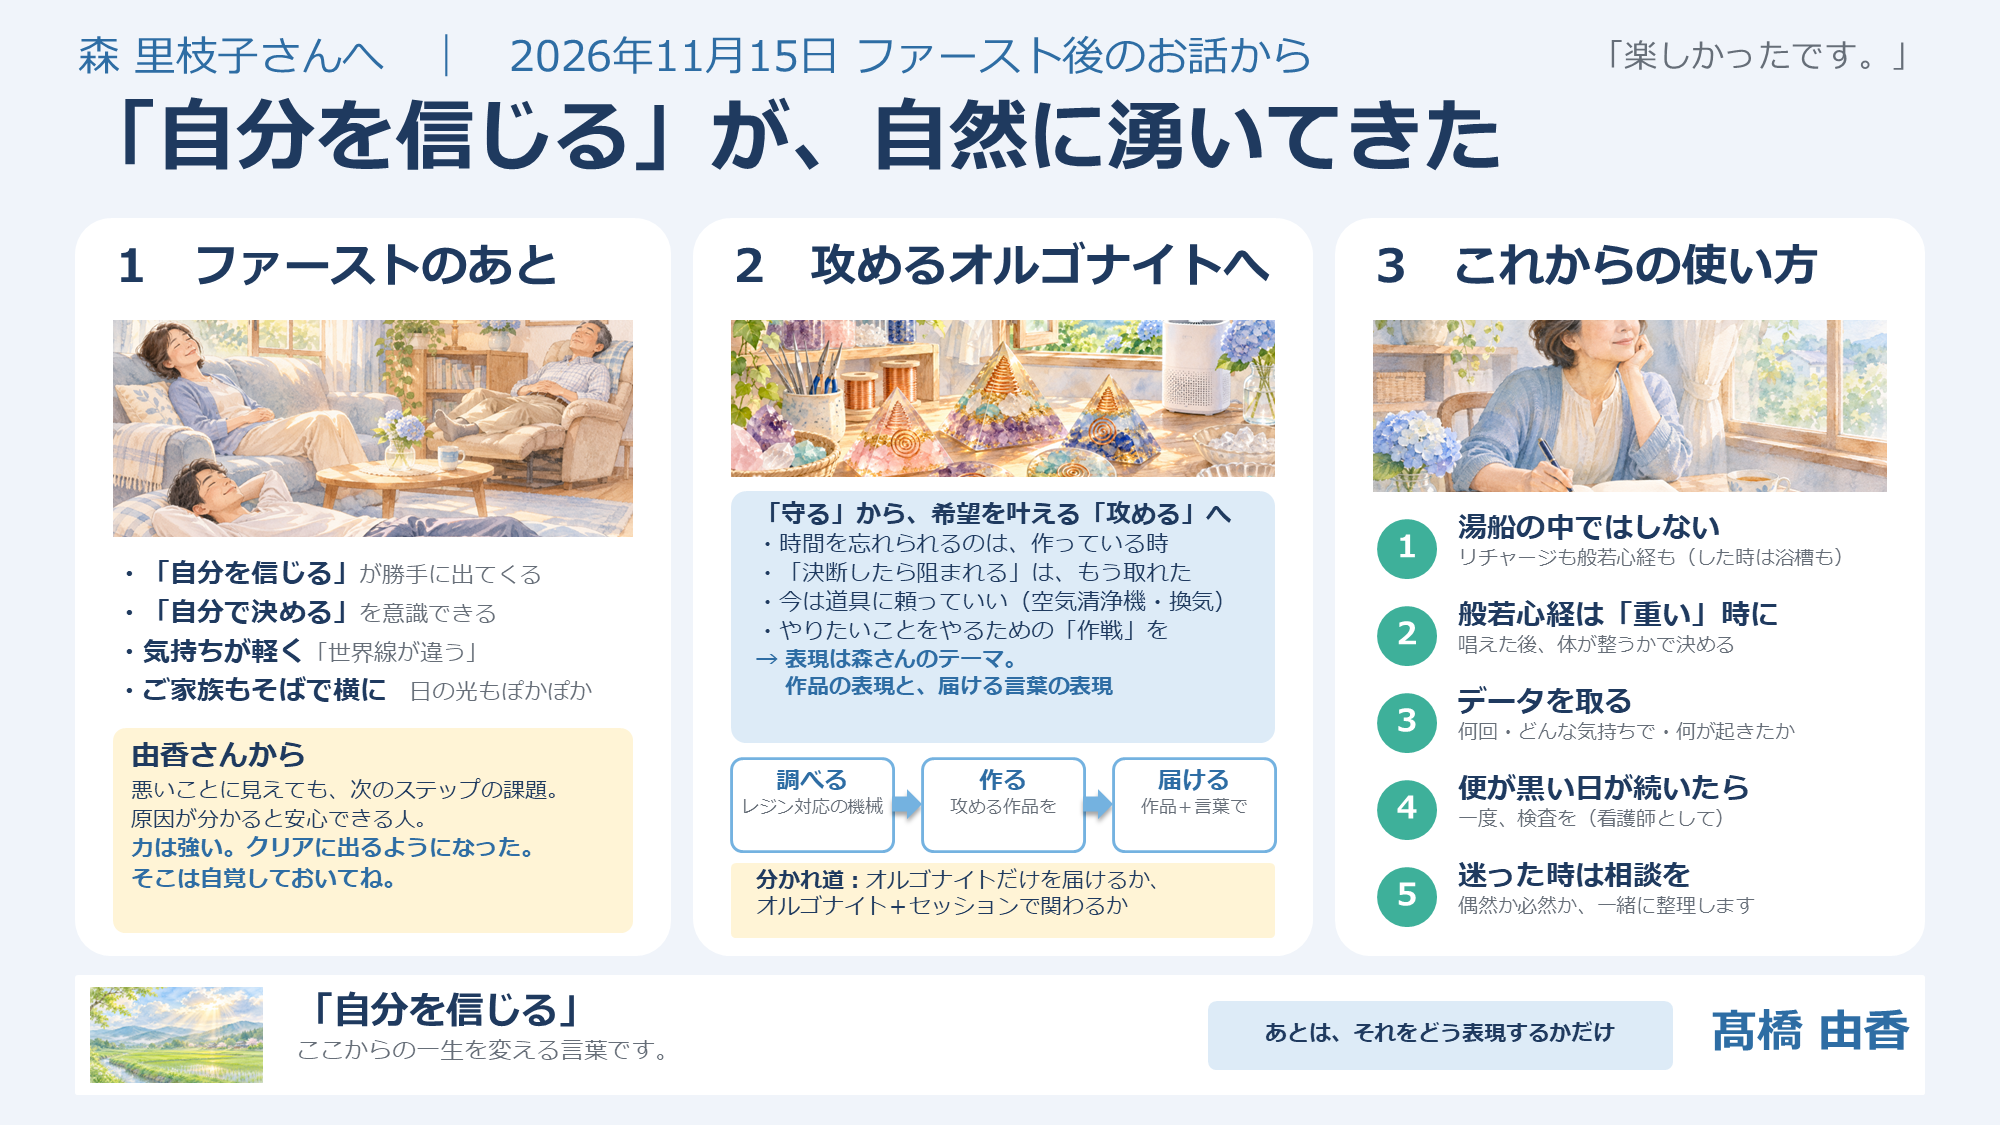 森 里枝子さんへ ｜ 2026年11月15日 ファースト後のお話から
「楽しかったです。」
「自分を信じる」が、自然に湧いてきた
1 ファーストのあと
・「自分を信じる」が勝手に出てくる
・「自分で決める」を意識できる
・気持ちが軽く「世界線が違う」
・ご家族もそばで横に 日の光もぽかぽか
由香さんから
悪いことに見えても、次のステップの課題。
原因が分かると安心できる人。
力は強い。クリアに出るようになった。
そこは自覚しておいてね。
2 攻めるオルゴナイトへ
「守る」から、希望を叶える「攻める」へ
・時間を忘れられるのは、作っている時
・「決断したら阻まれる」は、もう取れた
・今は道具に頼っていい（空気清浄機・換気）
・やりたいことをやるための「作戦」を
→ 表現は森さんのテーマ。
作品の表現と、届ける言葉の表現
調べる
レジン対応の機械
作る
攻める作品を
届ける
作品＋言葉で
分かれ道：オルゴナイトだけを届けるか、
オルゴナイト＋セッションで関わるか
3 これからの使い方
1 湯船の中ではしない
リチャージも般若心経も（した時は浴槽も）
2 般若心経は「重い」時に
唱えた後、体が整うかで決める
3 データを取る
何回・どんな気持ちで・何が起きたか
4 便が黒い日が続いたら
一度、検査を（看護師として）
5 迷った時は相談を
偶然か必然か、一緒に整理します
「自分を信じる」
ここからの一生を変える言葉です。
あとは、それをどう表現するかだけ
髙橋 由香